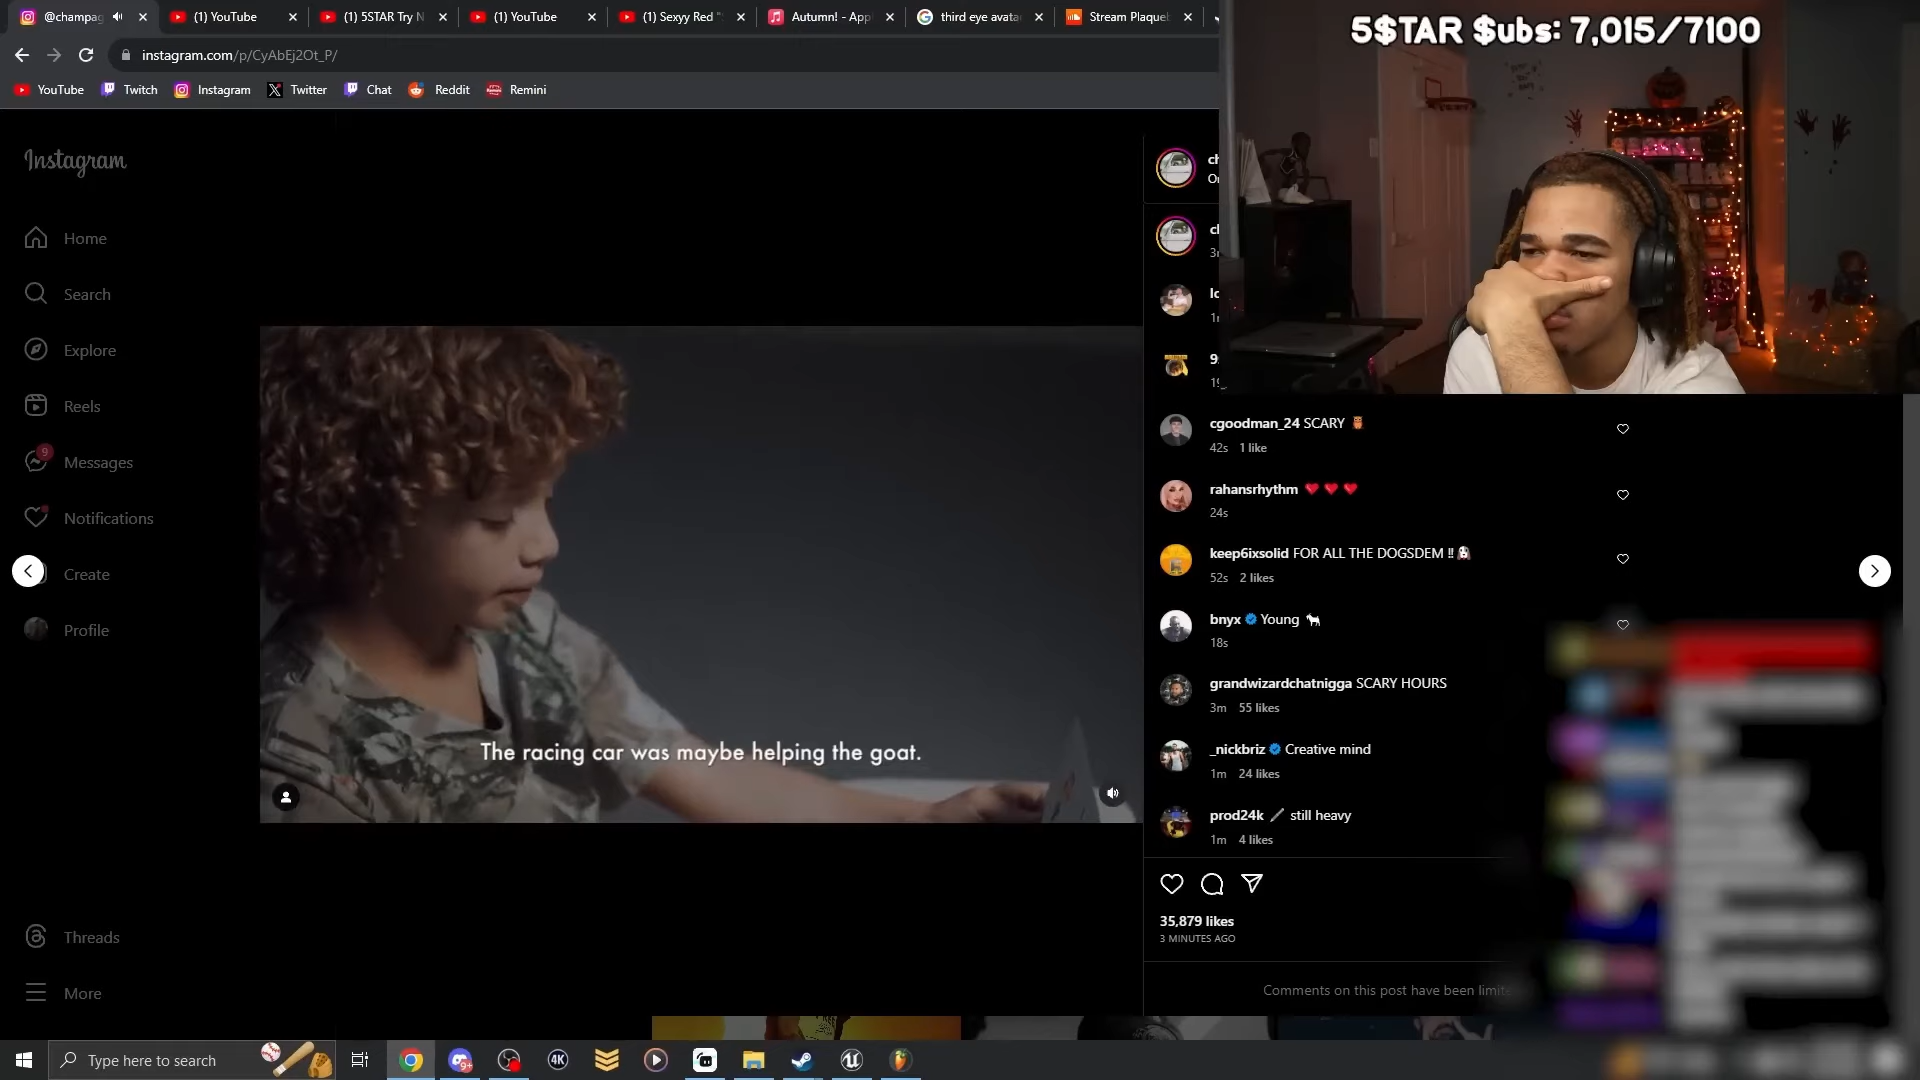 @champag
(1) YouTube
(1) 5STAR Try N
(1) YouTube
(1) Sexyy Red "S
Autumn! - App
third eye avata
Stream Plaqueb
5$TAR $ubs: 7,015/7100
instagram.com/p/CyAbEj2Ot_P/
YouTube
Twitch
Instagram
Twitter
Chat
Reddit
Remini
Instagram
Home
Search
Explore
Reels
9
Messages
Notifications
Create
Profile
Threads
More
The racing car was maybe helping the goat.
cgoodman_24 SCARY
42s 1 like
rahansrhythm
24s
keep6ixsolid FOR ALL THE DOGSDEM !!
52s 2 likes
bnyx Young
18s
grandwizardchatnigga SCARY HOURS
3m 55 likes
_nickbriz Creative mind
1m 24 likes
prod24k still heavy
1m 4 likes
35,879 likes
3 MINUTES AGO
Comments on this post have been limite
Type here to search
9+
4K